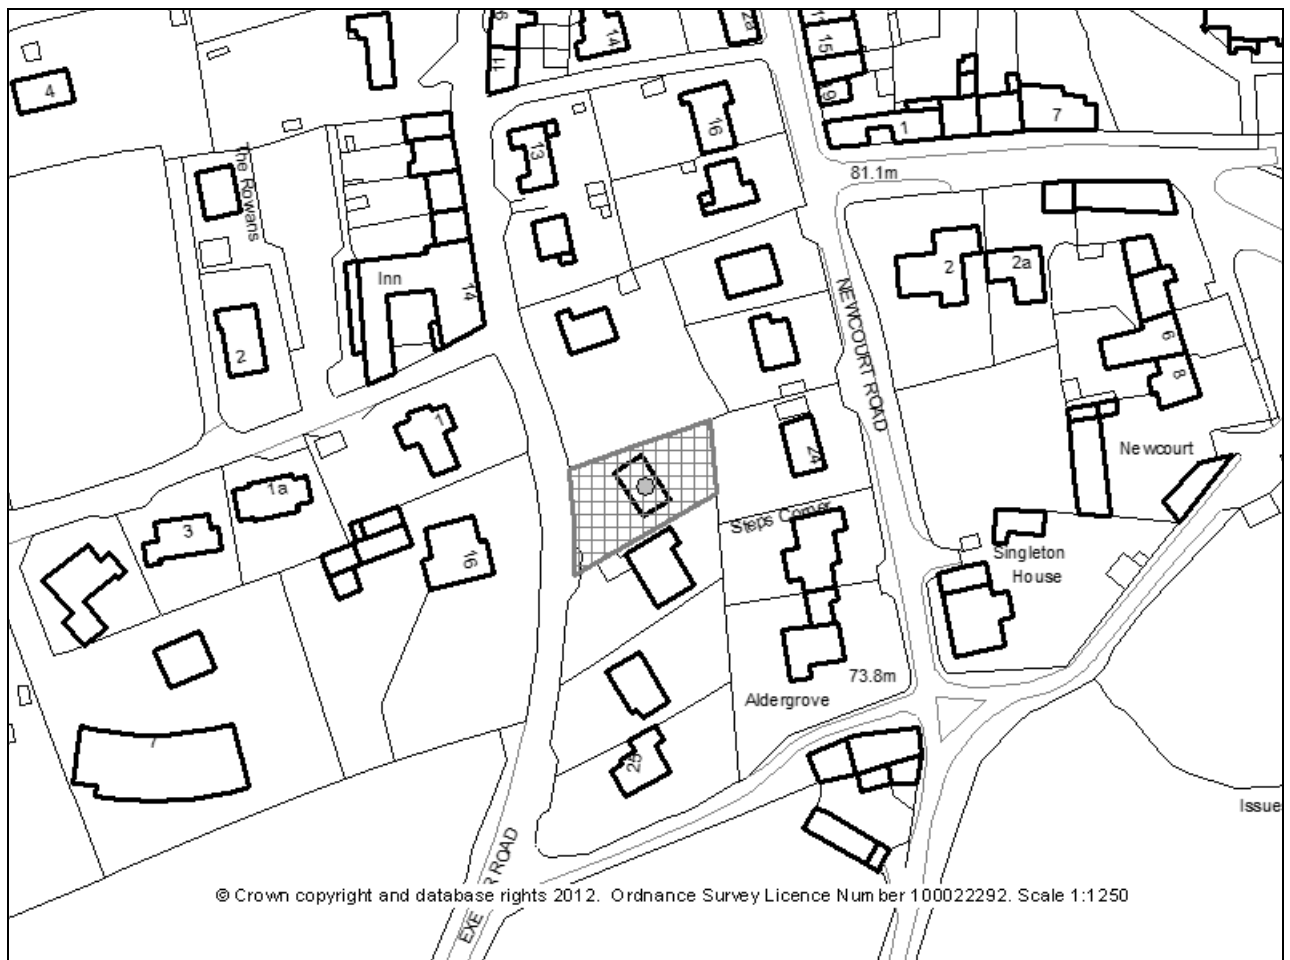 4
The Rowans
2
Inn
14
1
1a
3
16
7
13
16
14
2a
15
9
1
7
81.1m
2
2a
6
8
NEWCOURT ROAD
24
Steps Corner
Newcourt
Singleton
House
Aldergrove
73.8m
25
Issue
© Crown copyright and database rights 2012. Ordnance Survey Licence Number 100022292. Scale 1:1250
ROAD